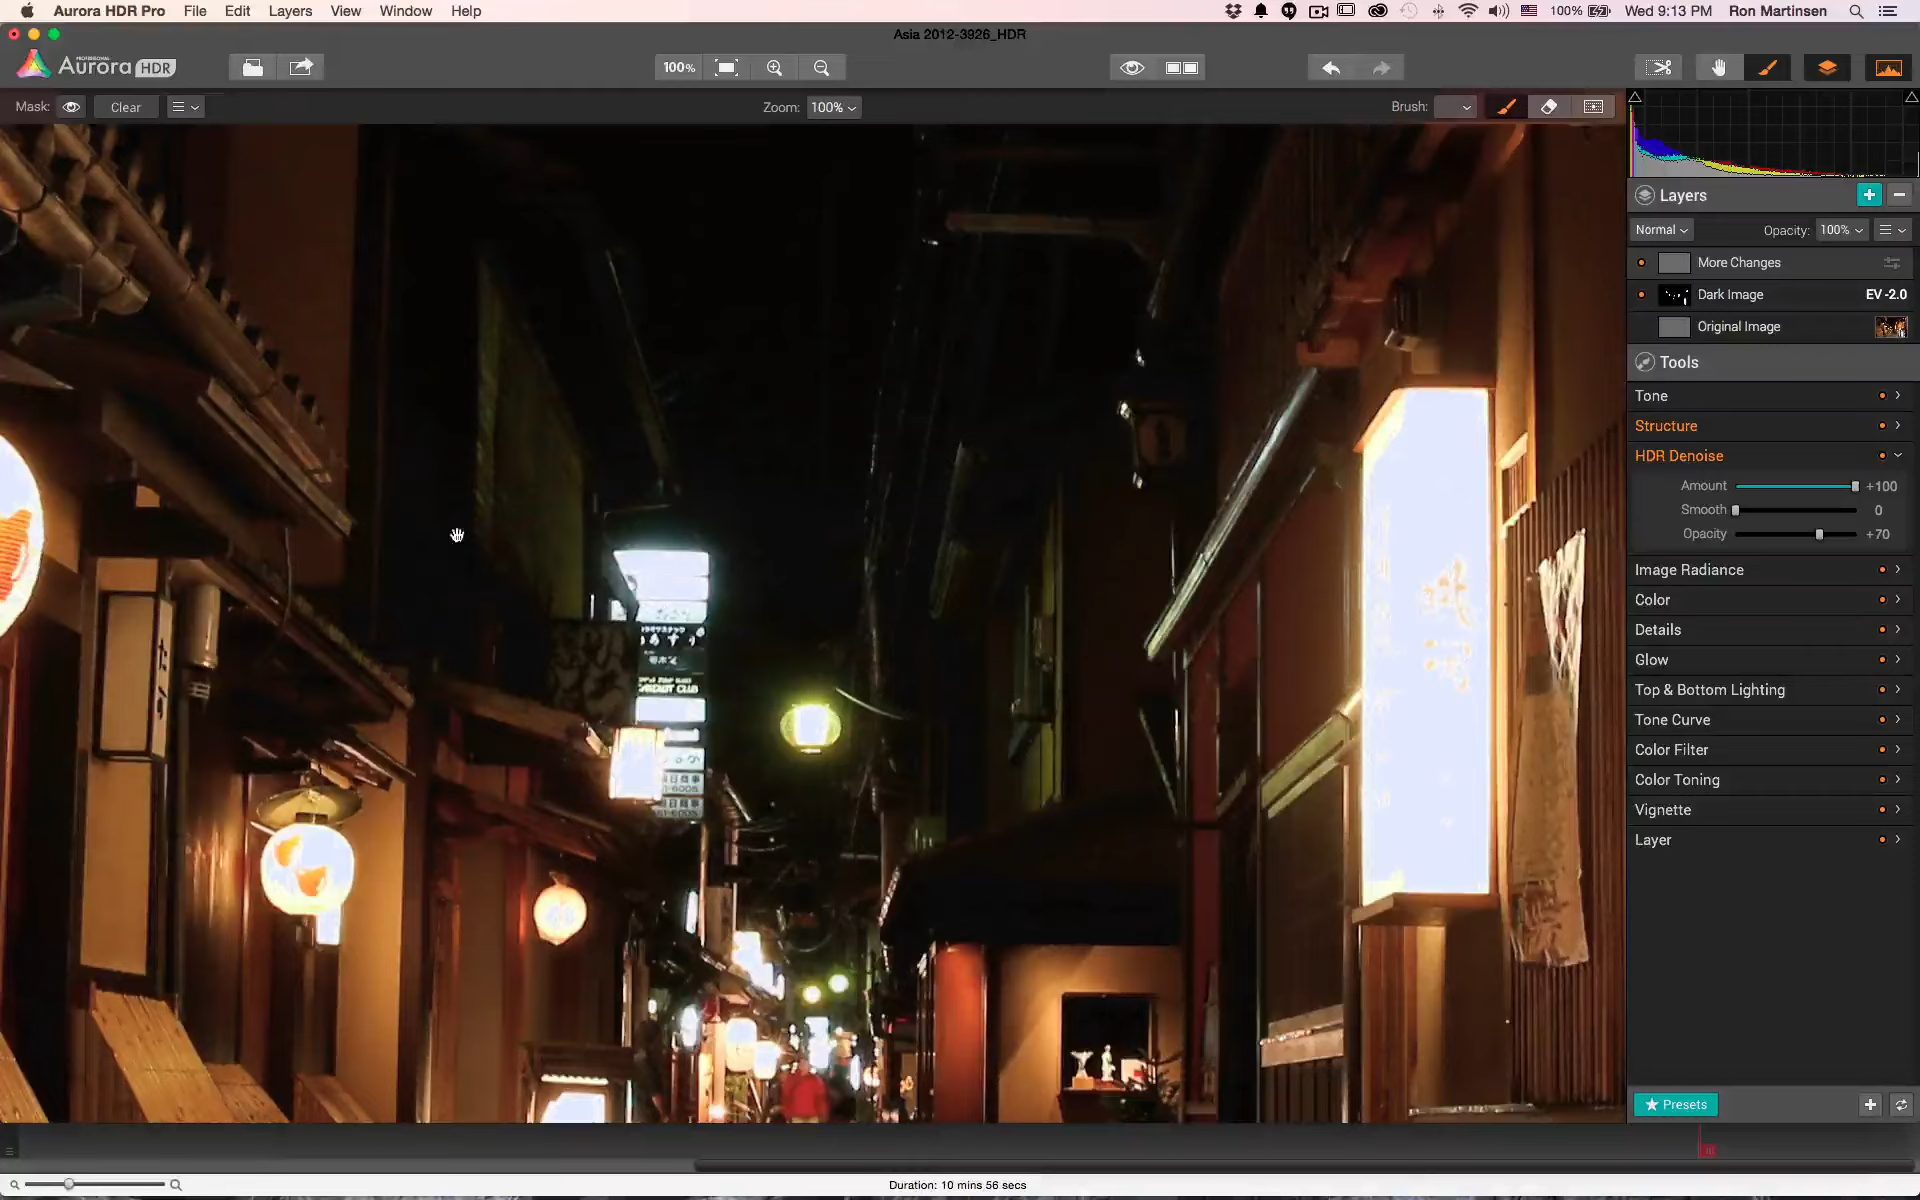 Aurora HDR Pro File Edit Layers View Window Help 100% Wed 9:13 PM Ron Martinsen
Asia 2012-3926_HDR
PROFESSIONAL
Aurora HDR
100%
Mask: Clear Zoom: 100% Brush:
Layers
Normal Opacity: 100%
More Changes
Dark Image EV -2.0
Original Image
Tools
Tone
Structure
HDR Denoise
Amount +100
Smooth 0
Opacity +70
Image Radiance
Color
Details
Glow
Top & Bottom Lighting
Tone Curve
Color Filter
Color Toning
Vignette
Layer
Presets
Duration: 10 mins 56 secs